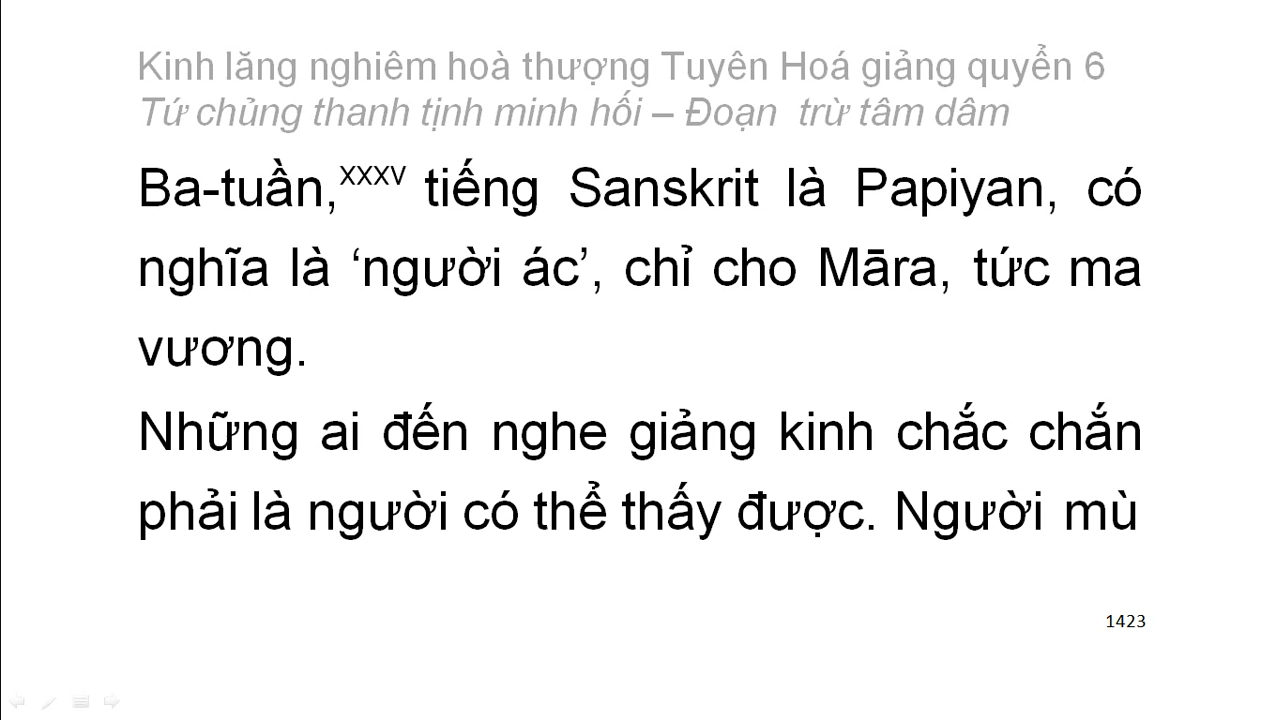 Kinh lăng nghiêm hoà thượng Tuyên Hoá giảng quyển 6
Tứ chủng thanh tịnh minh hối – Đoạn trừ tâm dâm
Ba-tuần,XXXV tiếng Sanskrit là Papiyan, có
nghĩa là ‘người ác’, chỉ cho Māra, tức ma
vương.
Những ai đến nghe giảng kinh chắc chắn
phải là người có thể thấy được. Người mù
1423